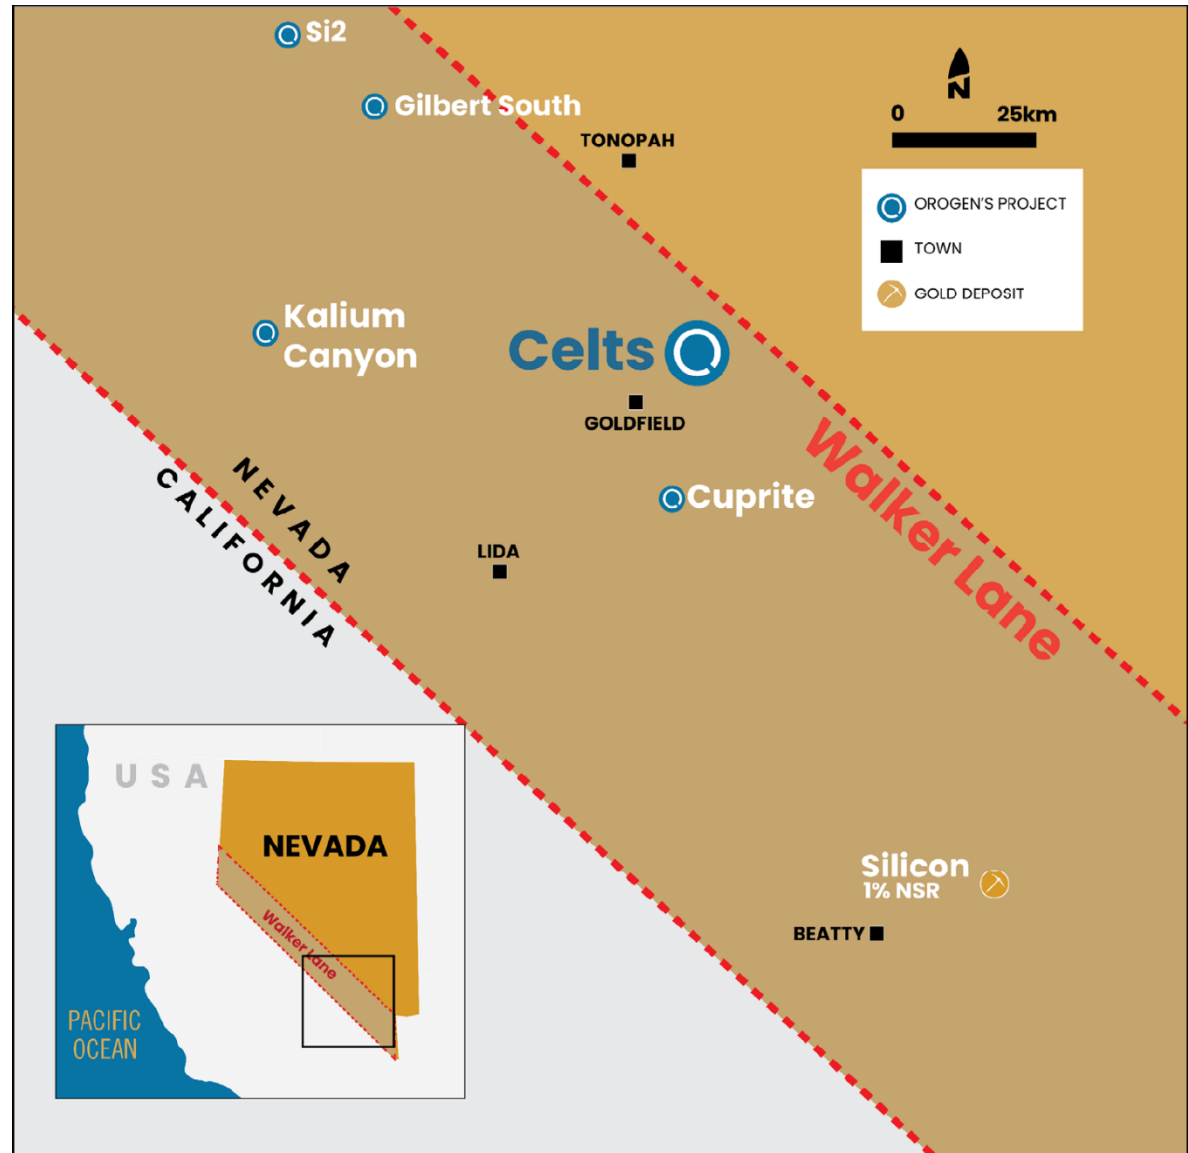 Si2
Gilbert South
TONOPAH
N
0 25km
OROGEN'S PROJECT
TOWN
GOLD DEPOSIT
Kalium
Canyon
Celts
GOLDFIELD
Walker Lane
Cuprite
NEVADA
CALIFORNIA
LIDA
Silicon
1% NSR
BEATTY
USA
NEVADA
Walker Lane
PACIFIC
OCEAN